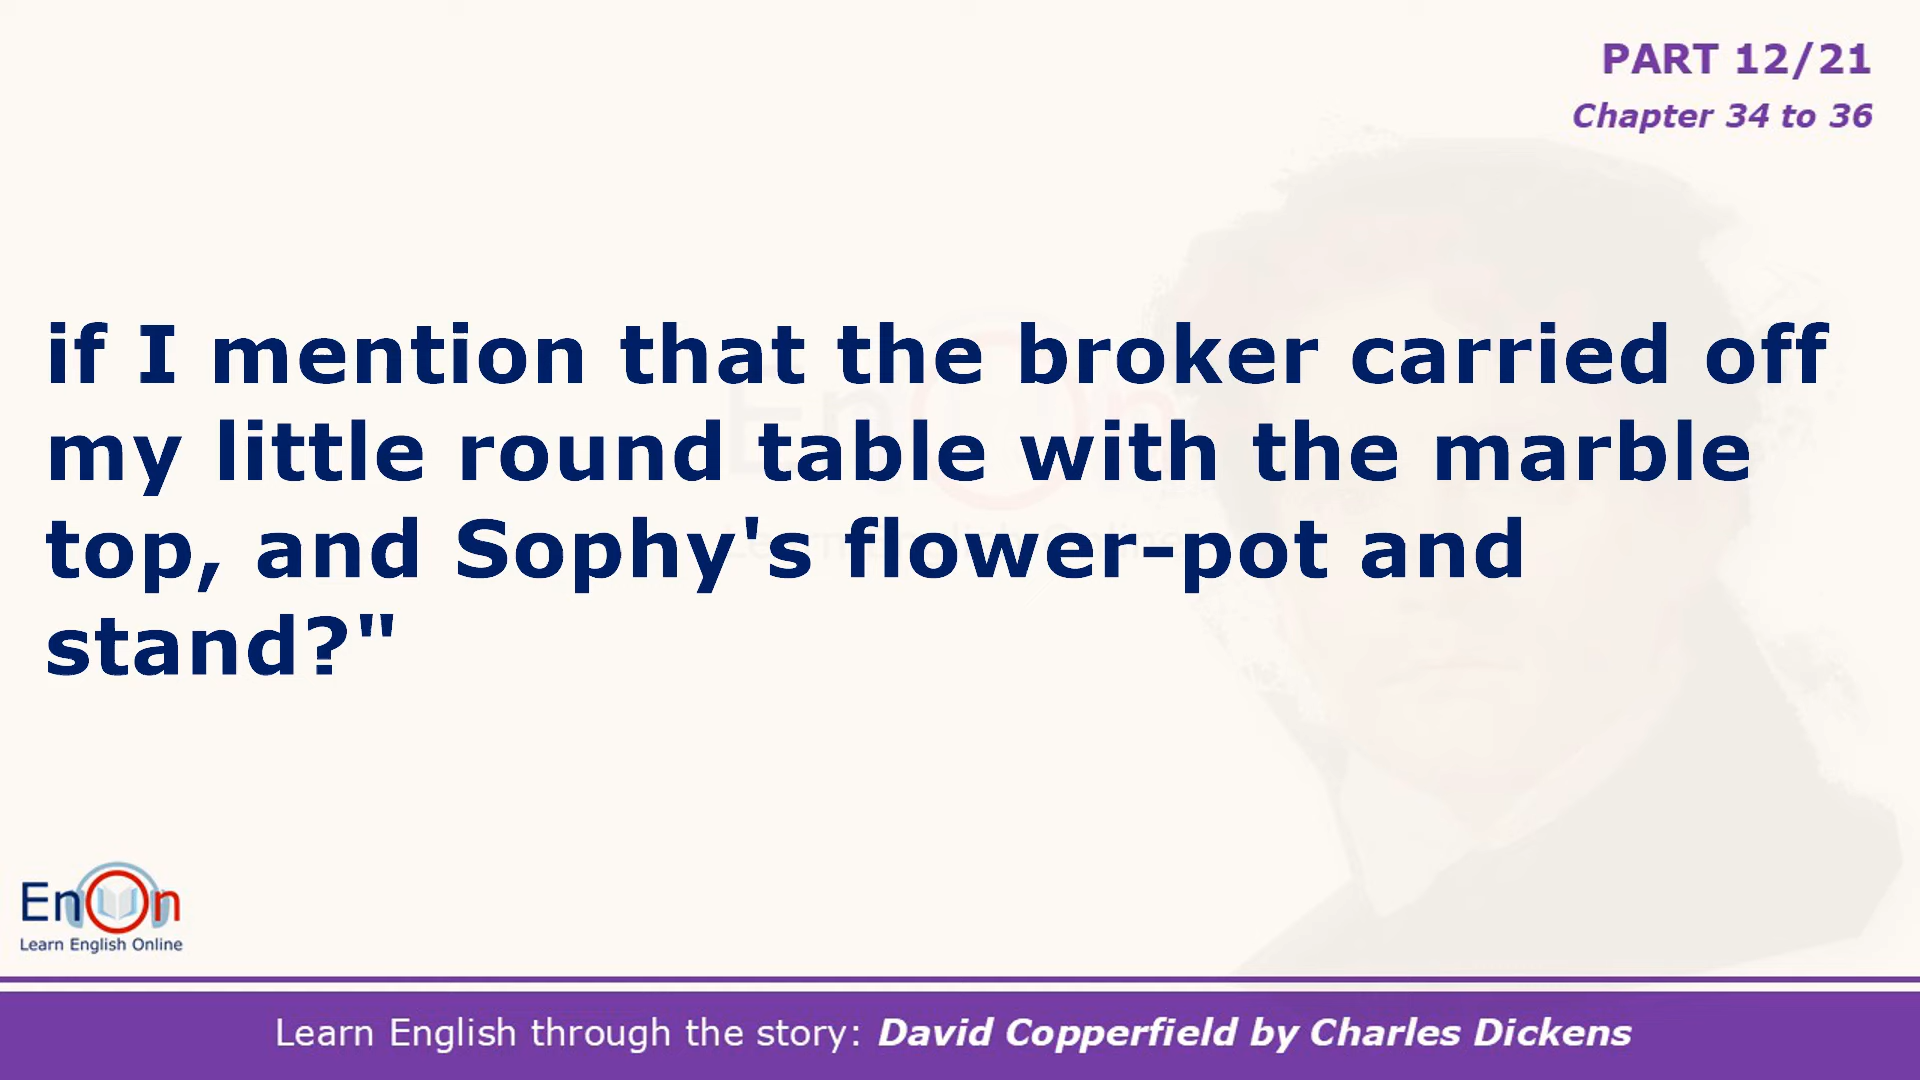 PART 12/21
Chapter 34 to 36
if I mention that the broker carried off
my little round table with the marble
top, and Sophy's flower-pot and
stand?"
EnOn
Learn English Online
Learn English through the story: David Copperfield by Charles Dickens